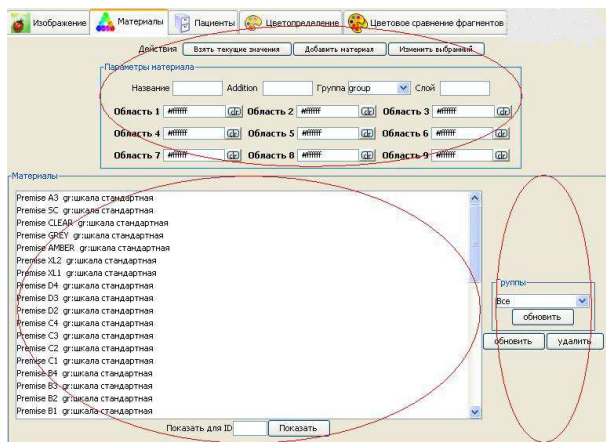 Изображение Материалы Пациенты Цветопределение Цветовое сравнение фрагментов
Действия Взять текущие значения Добавить материал Изменить выбранный
Параметры материала
Название Addition Группа group Слой
Область 1 #ffffff Область 2 #ffffff Область 3 #ffffff
Область 4 #ffffff Область 5 #ffffff Область 6 #ffffff
Область 7 #ffffff Область 8 #ffffff Область 9 #ffffff
Материалы
Premise A3 gr:шкала стандартная
Premise SC gr:шкала стандартная
Premise CLEAR gr:шкала стандартная
Premise GREY gr:шкала стандартная
Premise AMBER gr:шкала стандартная
Premise XL2 gr:шкала стандартная
Premise XL1 gr:шкала стандартная
Premise D4 gr:шкала стандартная
Premise D3 gr:шкала стандартная
Premise D2 gr:шкала стандартная
Premise C4 gr:шкала стандартная
Premise C3 gr:шкала стандартная
Premise C2 gr:шкала стандартная
Premise C1 gr:шкала стандартная
Premise B4 gr:шкала стандартная
Premise B3 gr:шкала стандартная
Premise B2 gr:шкала стандартная
Premise B1 gr:шкала стандартная
Группы
Все
обновить
обновить удалить
Показать для ID Показать